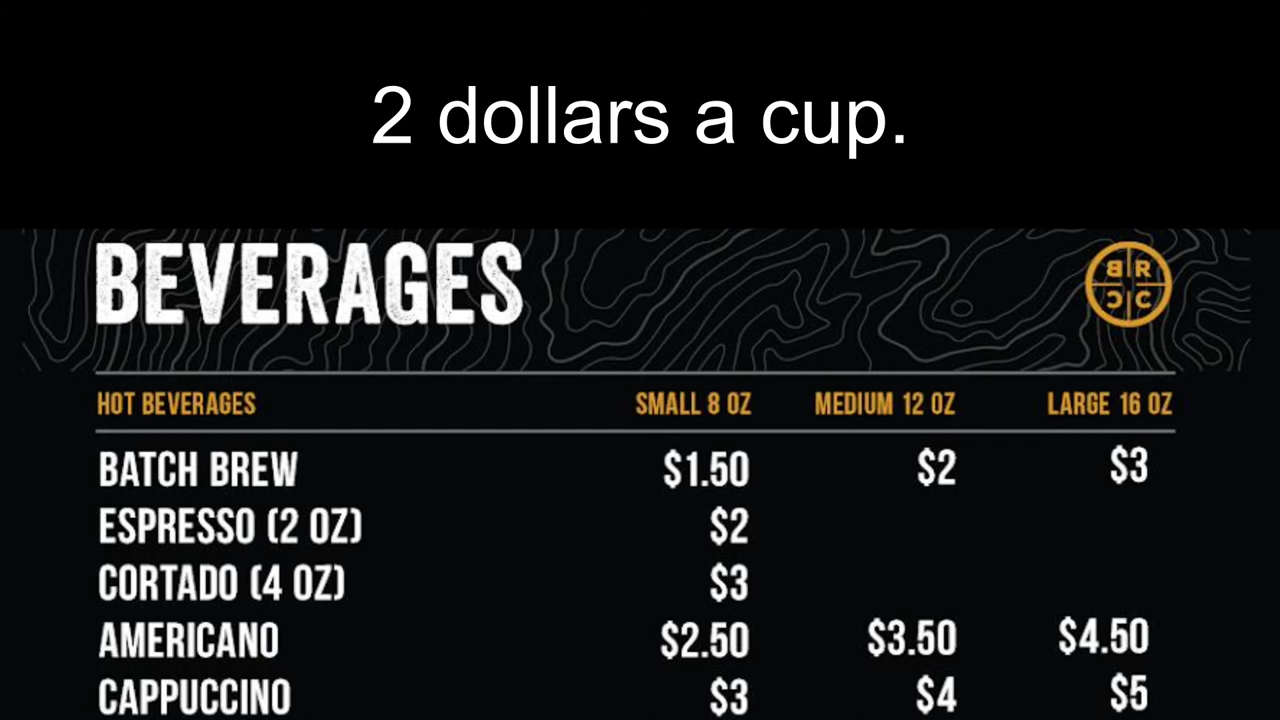 2 dollars a cup.
BEVERAGES
B R
C C
HOT BEVERAGES SMALL 8 OZ MEDIUM 12 OZ LARGE 16 OZ
BATCH BREW $1.50 $2 $3
ESPRESSO (2 OZ) $2
CORTADO (4 OZ) $3
AMERICANO $2.50 $3.50 $4.50
CAPPUCCINO $3 $4 $5